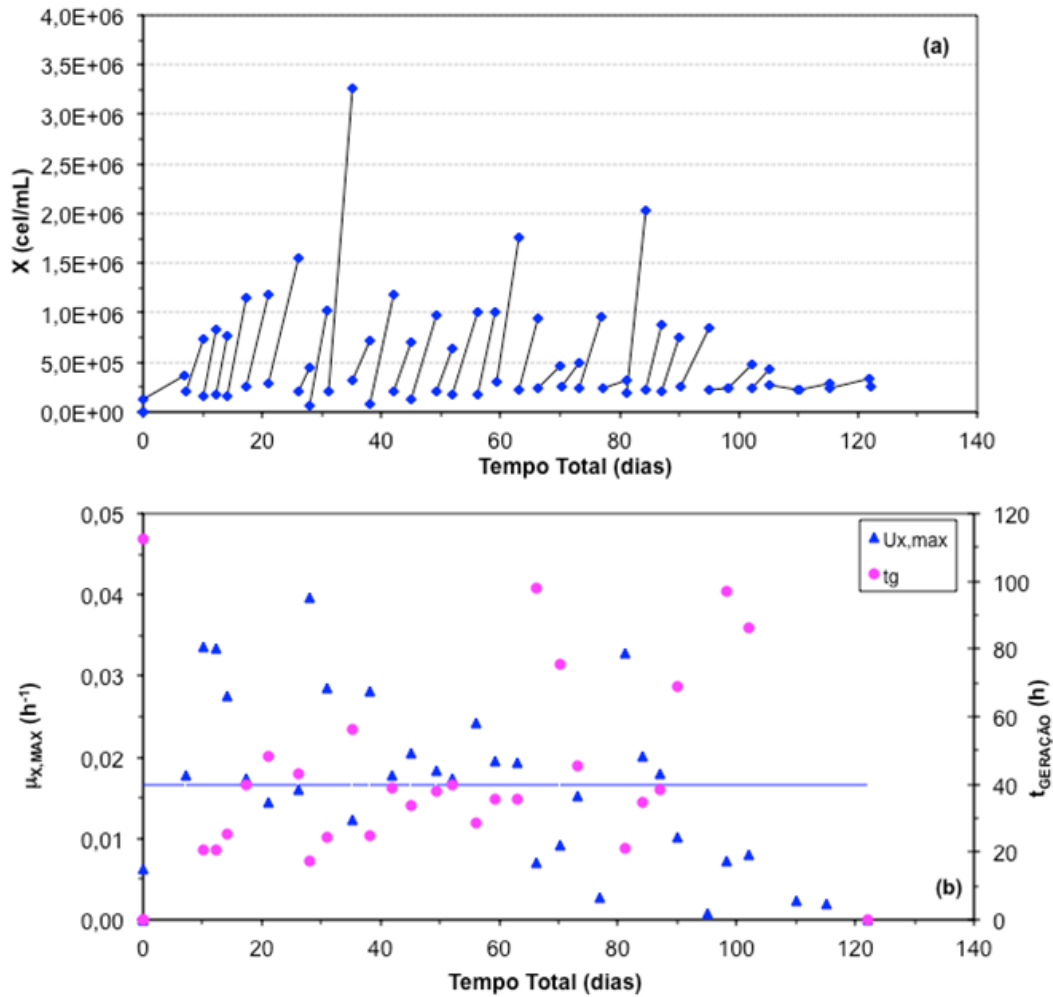 (a)
X (cel/mL)
4,0E+06
3,5E+06
3,0E+06
2,5E+06
2,0E+06
1,5E+06
1,0E+06
5,0E+05
0,0E+00
0 20 40 60 80 100 120 140
Tempo Total (dias)
µX,MAX (h-1)
0,05
0,04
0,03
0,02
0,01
0,00
Ux,max
tg
120
100
80
60
40
20
0
tGERAÇÃO (h)
(b)
0 20 40 60 80 100 120 140
Tempo Total (dias)